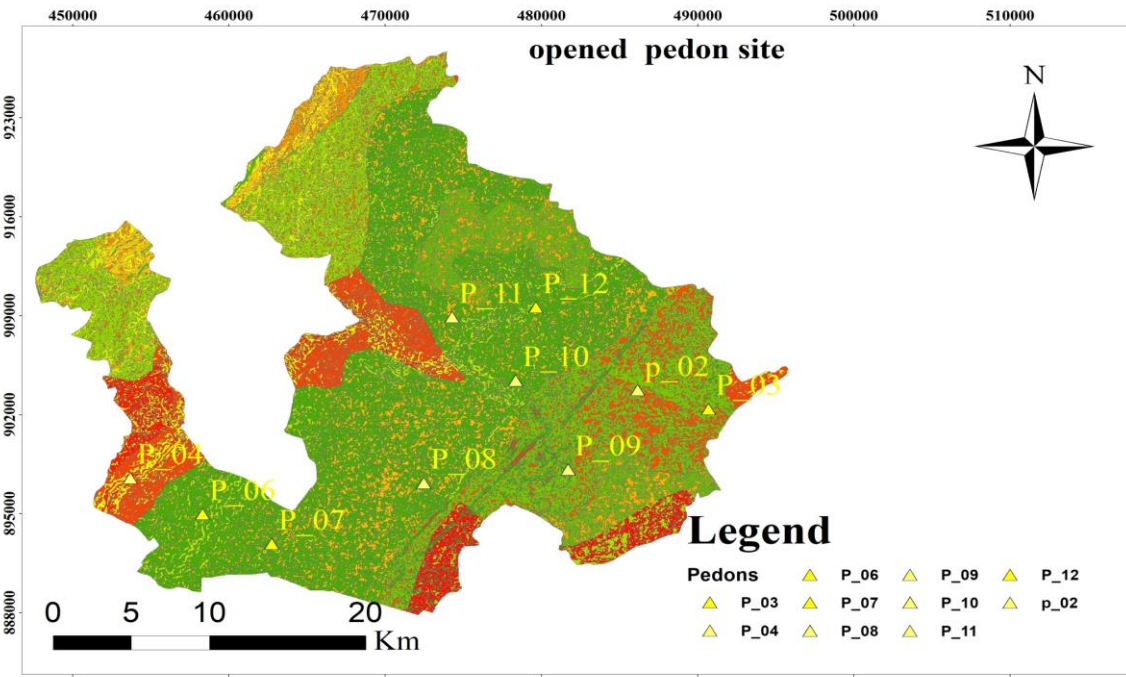 450000 460000 470000 480000 490000 500000 510000
opened pedon site
N
923000
916000
909000
902000
895000
888000
P_12
P_11
P_10
p_02
P_03
P_09
P_04
P_08
P_06
P_07
Legend
Pedons P_06 P_09 P_12
P_03 P_07 P_10 p_02
P_04 P_08 P_11
0 5 10 20
Km